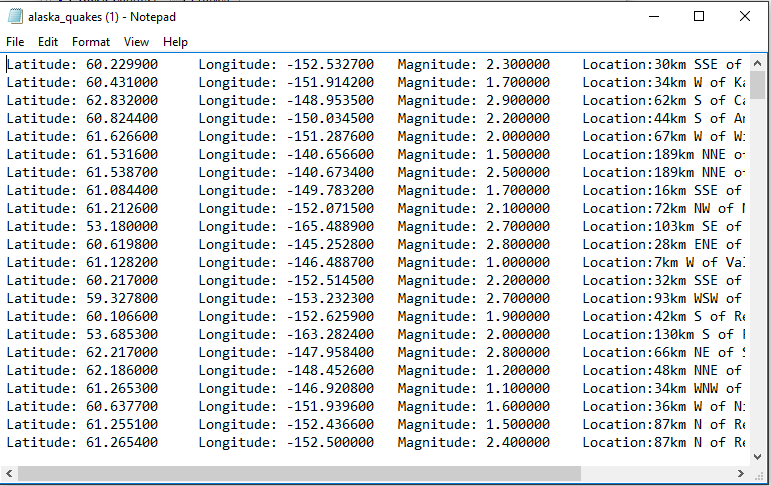 alaska_quakes (1) - Notepad
File Edit Format View Help
Latitude: 60.229900 Longitude: -152.532700 Magnitude: 2.300000 Location:30km SSE of
Latitude: 60.431000 Longitude: -151.914200 Magnitude: 1.700000 Location:34km W of Ka
Latitude: 62.832000 Longitude: -148.953500 Magnitude: 2.900000 Location:62km S of Ca
Latitude: 60.824400 Longitude: -150.034500 Magnitude: 2.200000 Location:44km S of
Latitude: 61.626600 Longitude: -151.287600 Magnitude: 2.000000 Location:67km W of Wi
Latitude: 61.531600 Longitude: -140.656600 Magnitude: 1.500000 Location:189km NNE
Latitude: 61.538700 Longitude: -140.673400 Magnitude: 2.500000 Location:189km NNE
Latitude: 61.084400 Longitude: -149.783200 Magnitude: 1.700000 Location:16km SSE of
Latitude: 61.212600 Longitude: -152.071500 Magnitude: 2.100000 Location:72km NW of
Latitude: 53.180000 Longitude: -165.488900 Magnitude: 2.700000 Location:103km SE of
Latitude: 60.619800 Longitude: -145.252800 Magnitude: 2.800000 Location:28km ENE of
Latitude: 61.128200 Longitude: -146.488700 Magnitude: 1.000000 Location:7km W of Val
Latitude: 60.217000 Longitude: -152.514500 Magnitude: 2.200000 Location:32km SSE of
Latitude: 59.327800 Longitude: -153.232300 Magnitude: 2.700000 Location:93km WSW of
Latitude: 60.106600 Longitude: -152.625900 Magnitude: 1.900000 Location:42km S of Re
Latitude: 53.685300 Longitude: -163.282400 Magnitude: 2.000000 Location:130km S of
Latitude: 62.217000 Longitude: -147.958400 Magnitude: 2.800000 Location:66km NE of
Latitude: 62.186000 Longitude: -148.452600 Magnitude: 1.200000 Location:48km NNE of
Latitude: 61.265300 Longitude: -146.920800 Magnitude: 1.100000 Location:34km WNW of
Latitude: 60.637700 Longitude: -151.939600 Magnitude: 1.600000 Location:36km W of Ni
Latitude: 61.255100 Longitude: -152.436600 Magnitude: 1.500000 Location:87km N of Re
Latitude: 61.265400 Longitude: -152.500000 Magnitude: 2.400000 Location:87km N of Re